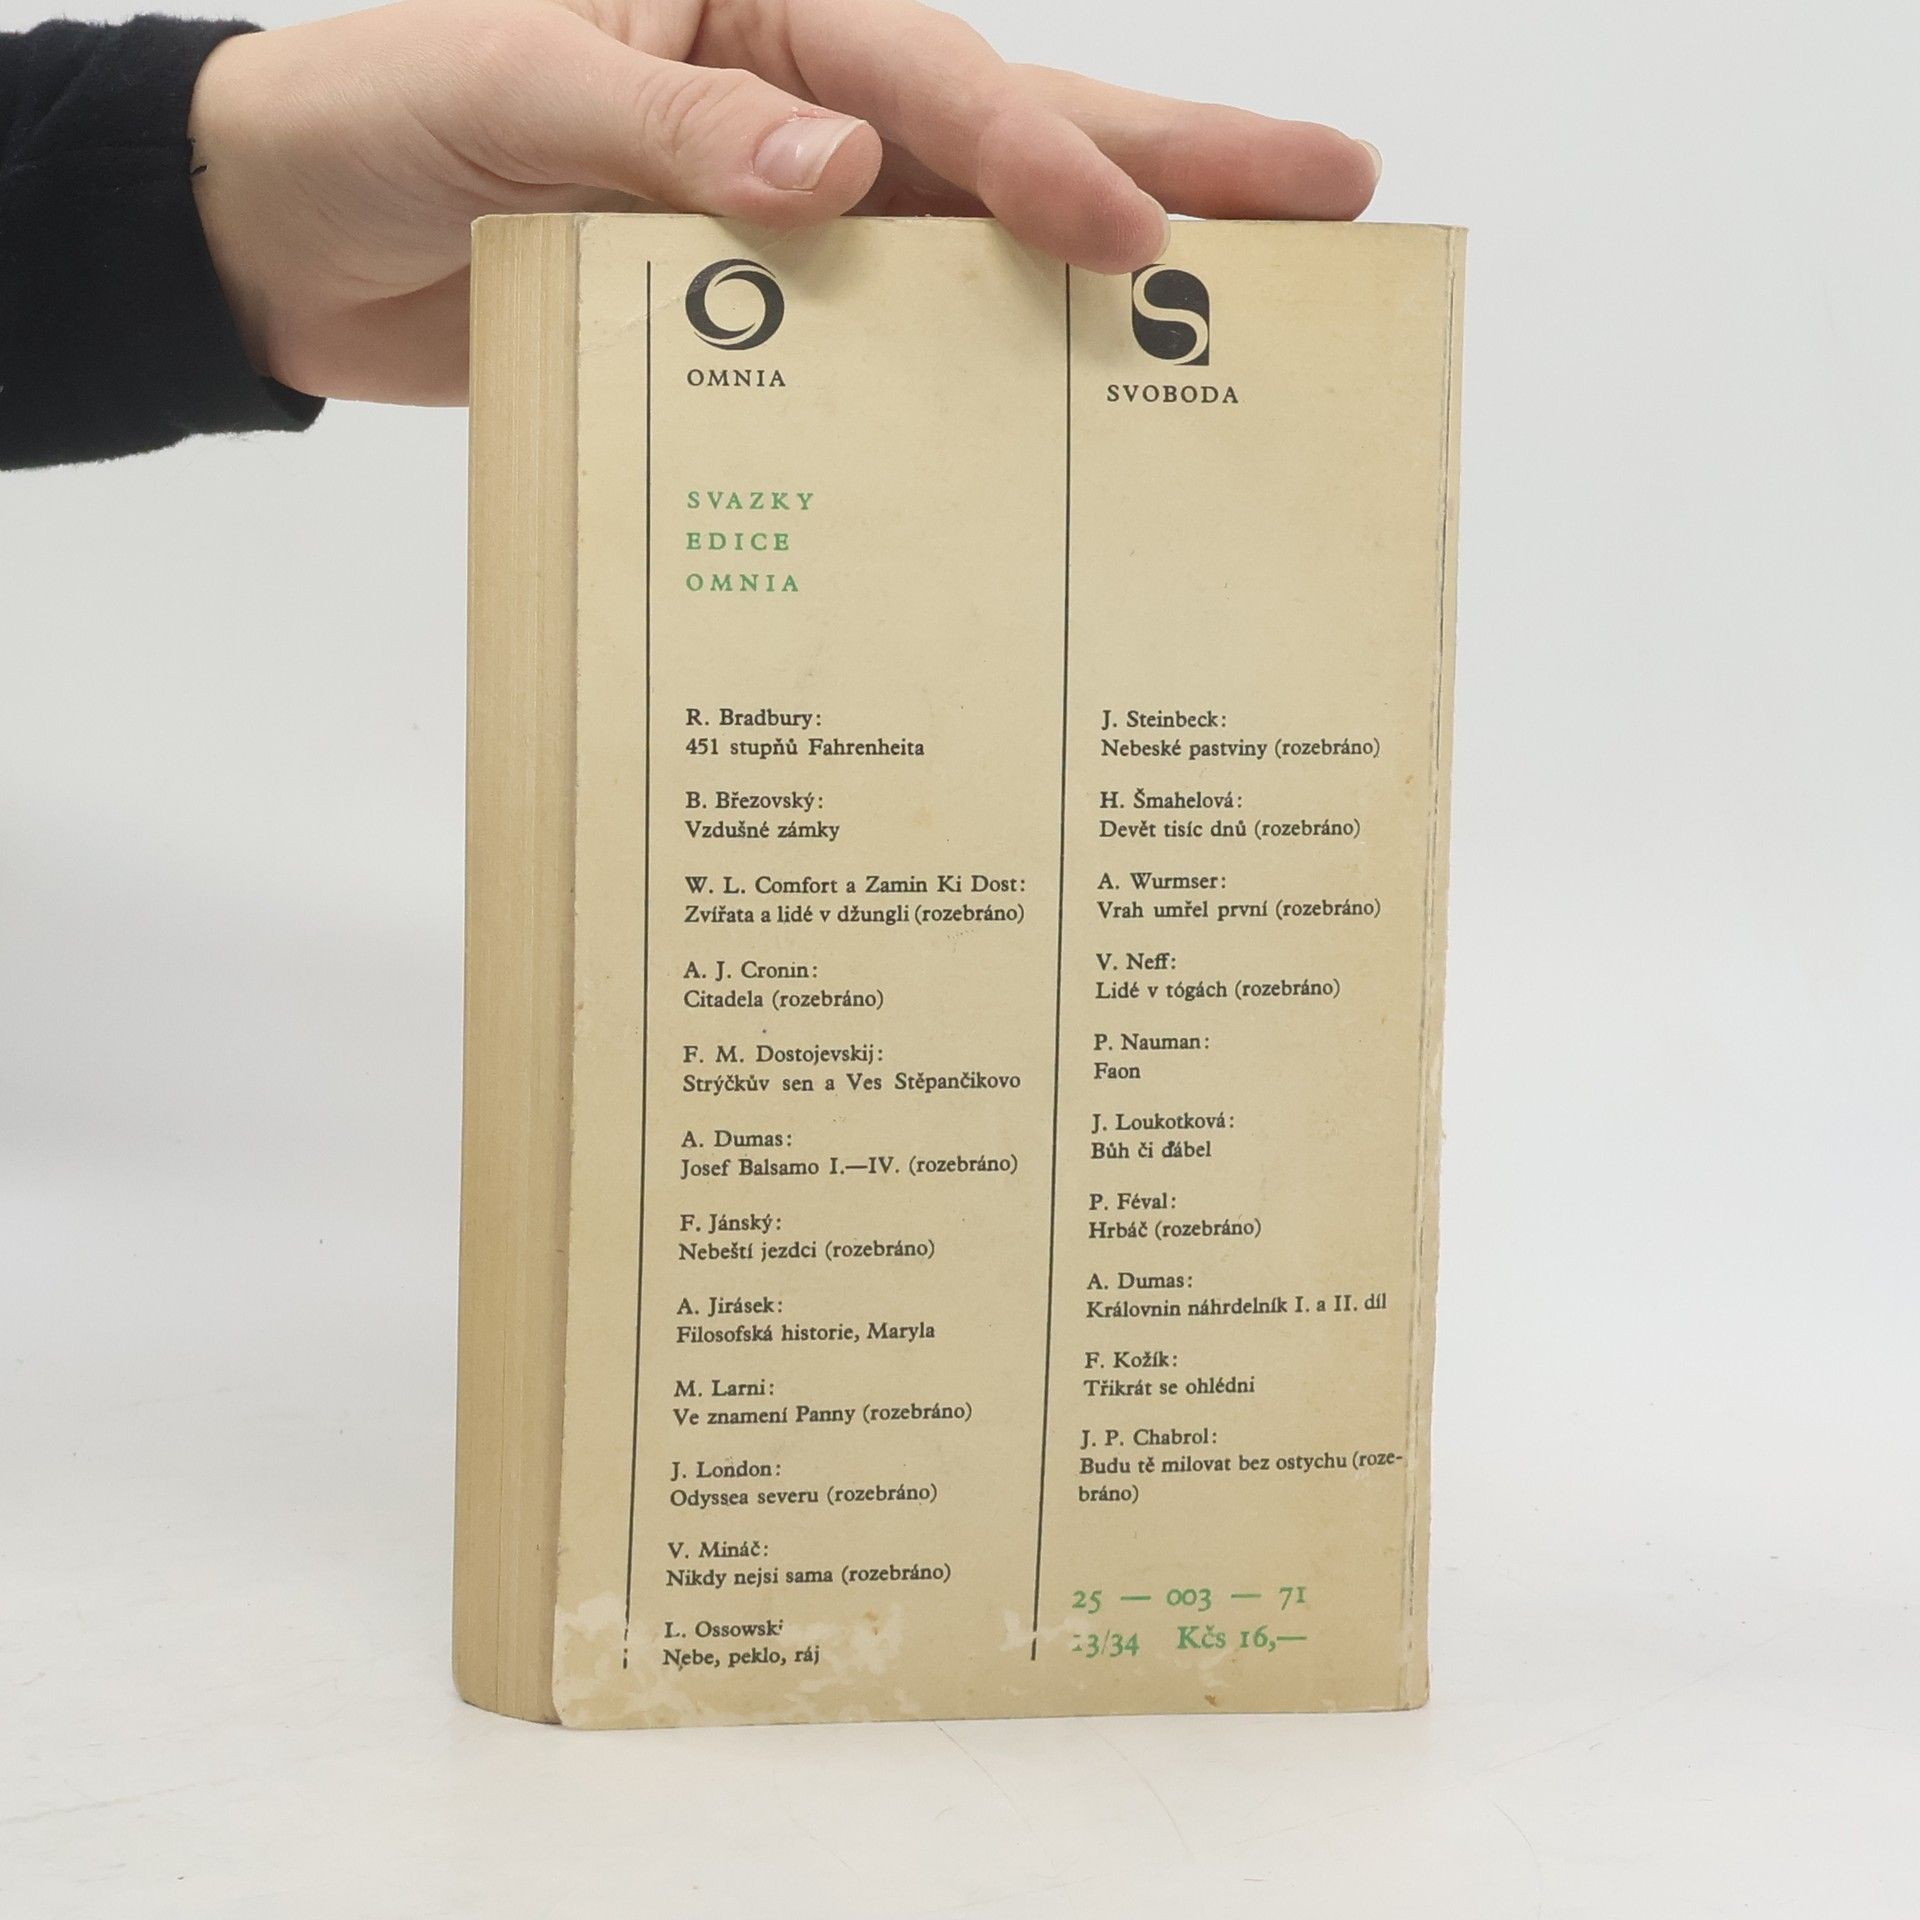 OMNIA
SVAZKY
EDICE
OMNIA
R. Bradbury:
451 stupňů Fahrenheita
B. Březovský:
Vzdušné zámky
W. L. Comfort a Zamin Ki Dost:
Zvířata a lidé v džungli (rozebráno)
A. J. Cronin:
Citadela (rozebráno)
F. M. Dostojevskij:
Strýčkův sen a Ves Stěpančikovo
A. Dumas:
Josef Balsamo I.—IV. (rozebráno)
F. Jánský:
Nebeští jezdci (rozebráno)
A. Jirásek:
Filosofská historie, Maryla
M. Larni:
Ve znamení Panny (rozebráno)
J. London:
Odyssea severu (rozebráno)
V. Mináč:
Nikdy nejsi sama (rozebráno)
L. Ossowski
Nebe, peklo, ráj
SVOBODA
J. Steinbeck:
Nebeské pastviny (rozebráno)
H. Šmahelová:
Devět tisíc dnů (rozebráno)
A. Wurmser:
Vrah umřel první (rozebráno)
V. Neff:
Lidé v tógách (rozebráno)
P. Nauman:
Faon
J. Loukotková:
Bůh či ďábel
P. Féval:
Hrbáč (rozebráno)
A. Dumas:
Královnin náhrdelník I. a II. díl
F. Kožík:
Třikrát se ohlédni
J. P. Chabrol:
Budu tě milovat bez ostychu (roze-
bráno)
25 — 003 — 71
Kčs 16,—